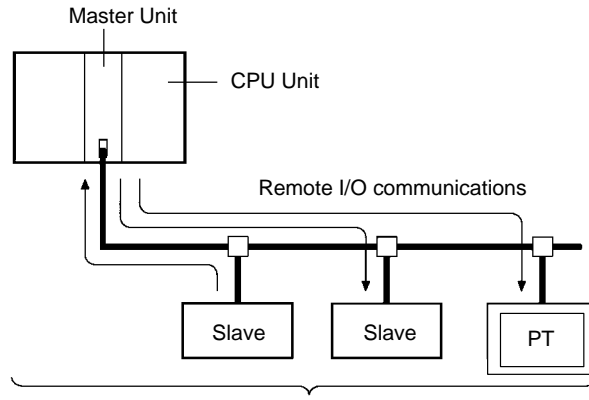 Master Unit
CPU Unit
Remote I/O communications
Slave
Slave
PT